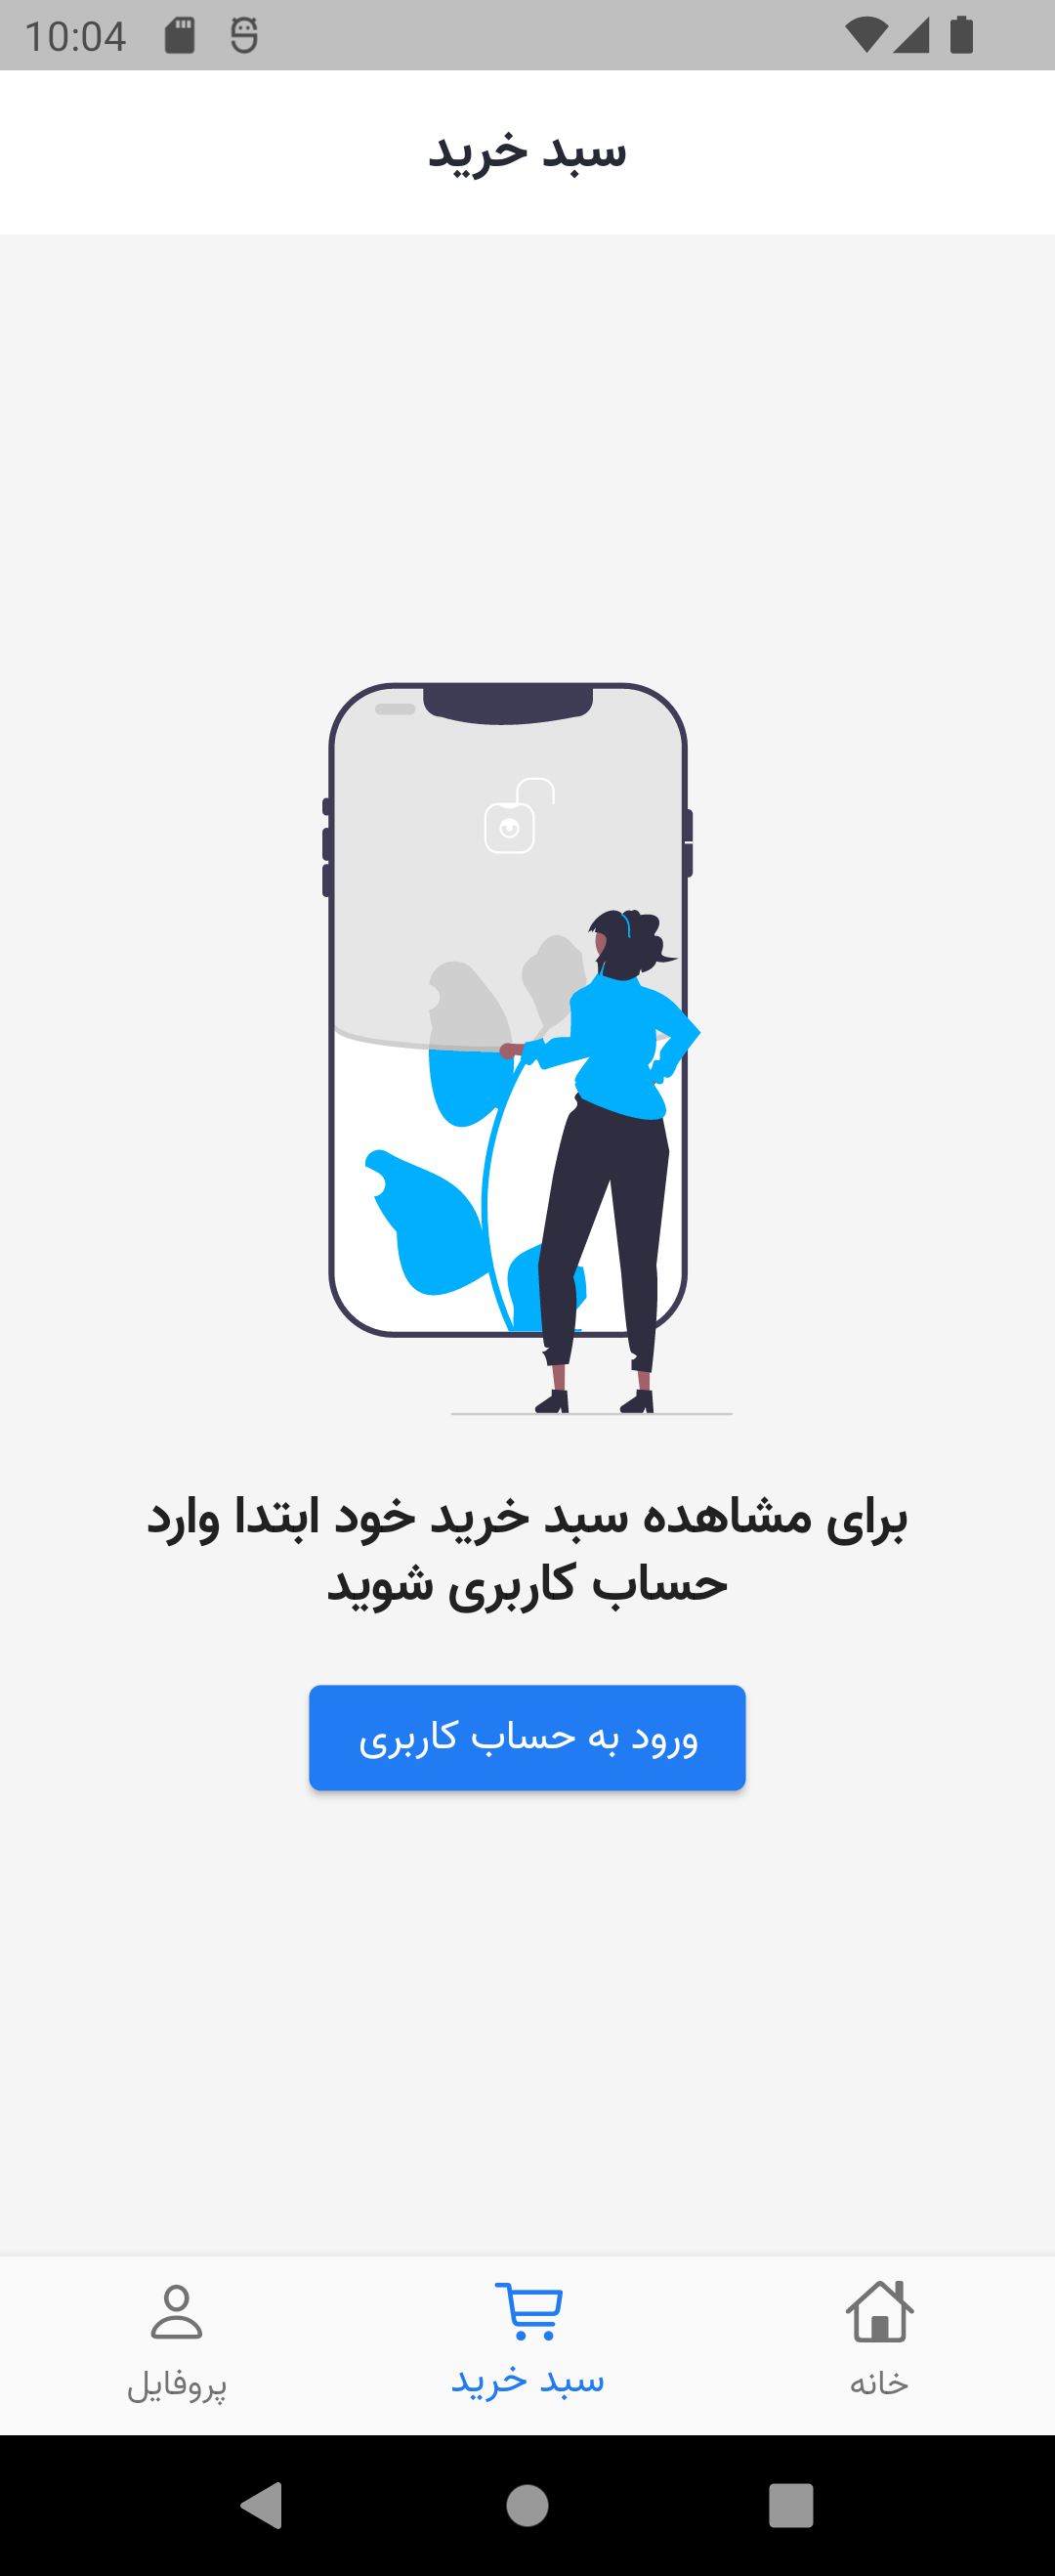 10:04
سبد خرید
برای مشاهده سبد خرید خود ابتدا وارد
حساب کاربری شوید
ورود به حساب کاربری
خانه
سبد خرید
پروفایل